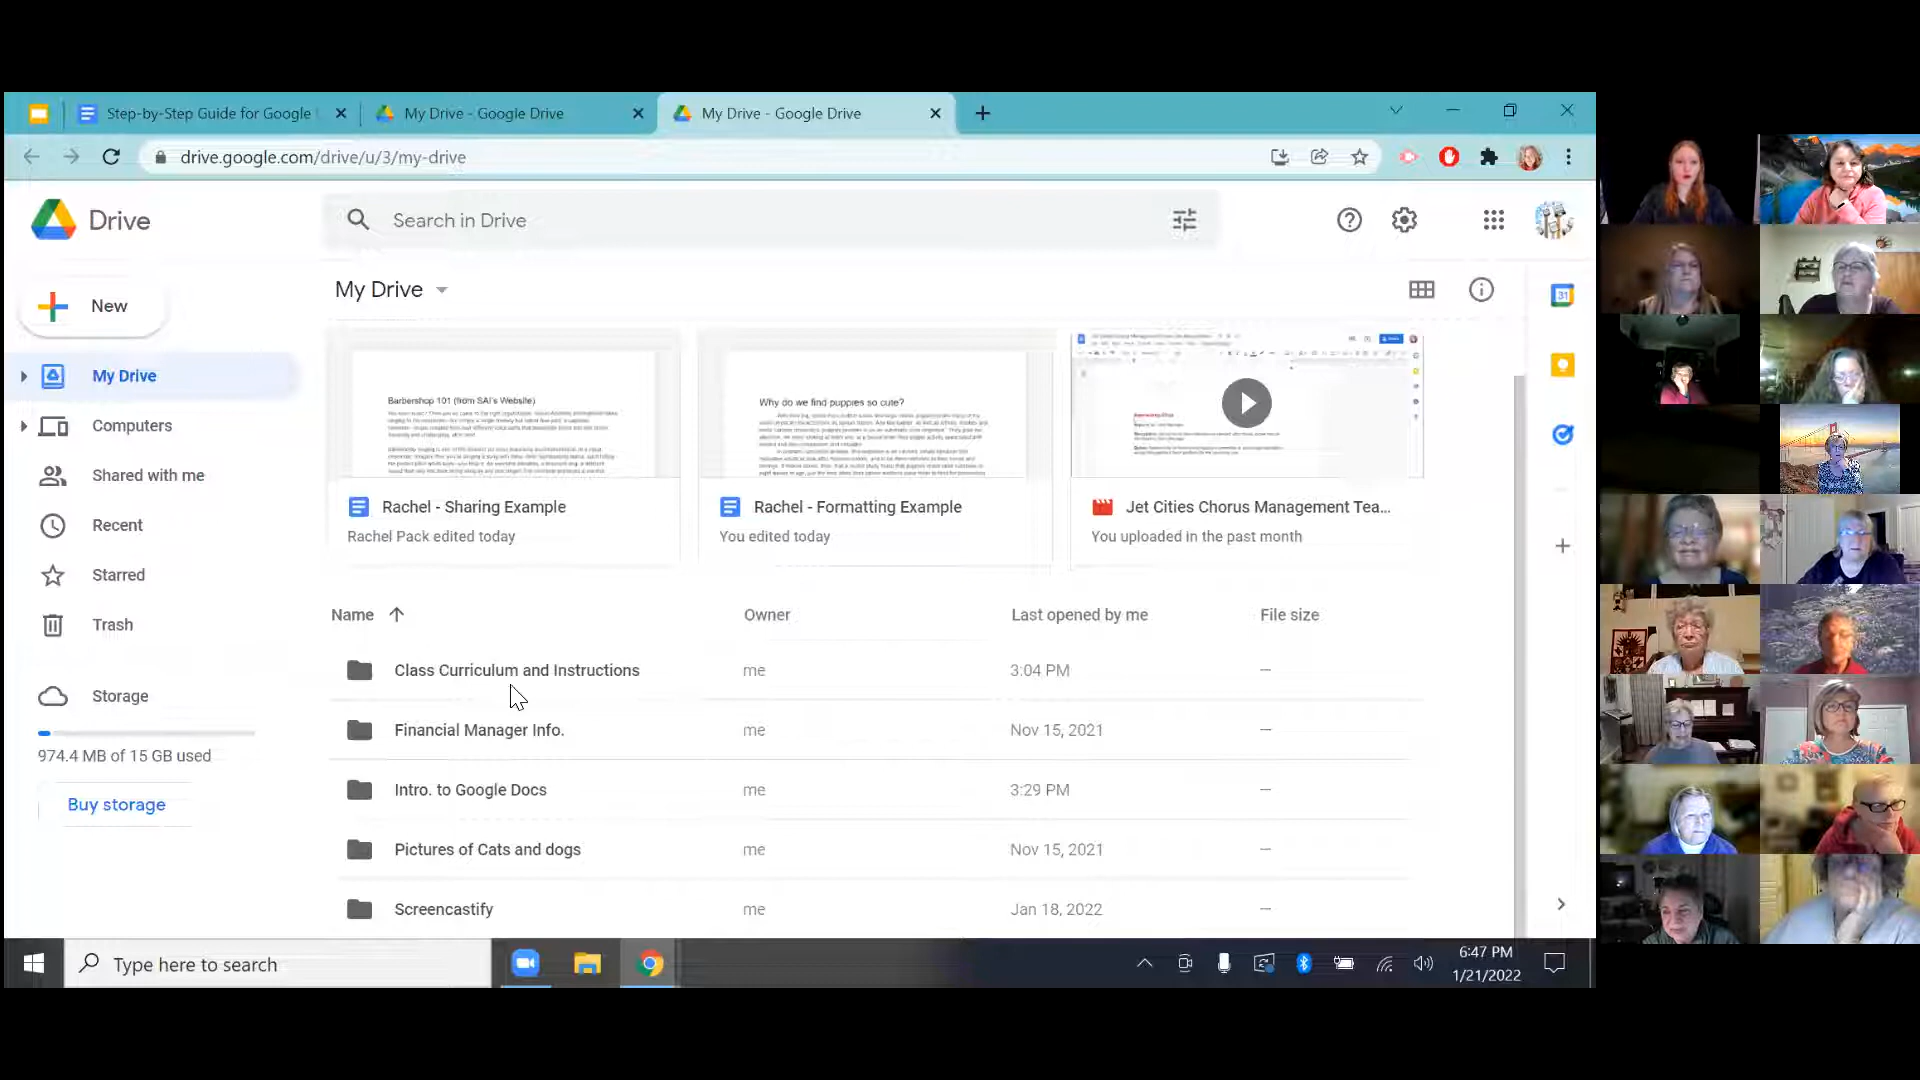 Step-by-Step Guide for Google
My Drive - Google Drive
My Drive - Google Drive
drive.google.com/drive/u/3/my-drive
Drive
Search in Drive
New
My Drive
My Drive
Computers
Shared with me
Recent
Starred
Trash
Storage
974.4 MB of 15 GB used
Buy storage
Barbershop 101 (from SAI's Website)
Why do we find puppies so cute?
Rachel - Sharing Example
Rachel Pack edited today
Rachel - Formatting Example
You edited today
Jet Cities Chorus Management Tea...
You uploaded in the past month
Name Owner Last opened by me File size
Class Curriculum and Instructions me 3:04 PM —
Financial Manager Info. me Nov 15, 2021 —
Intro. to Google Docs me 3:29 PM —
Pictures of Cats and dogs me Nov 15, 2021 —
Screencastify me Jan 18, 2022 —
31
Type here to search
6:47 PM
1/21/2022